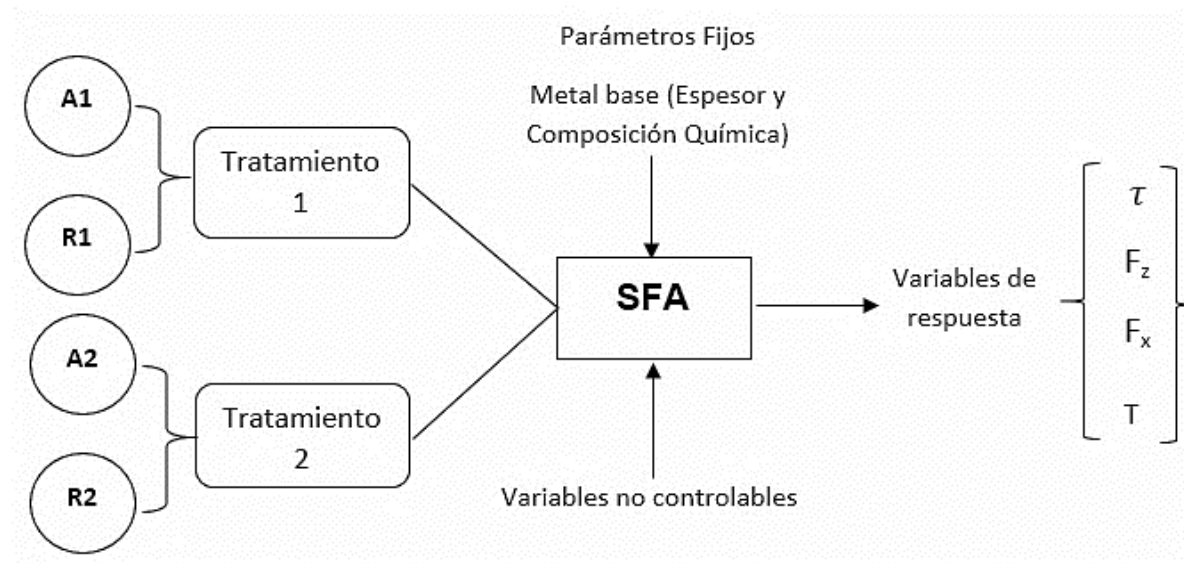 A1
R1
Tratamiento
1
A2
R2
Tratamiento
2
Parámetros Fijos
Metal base (Espesor y
Composición Química)
SFA
Variables no controlables
Variables de
respuesta
τ
Fz
Fx
T